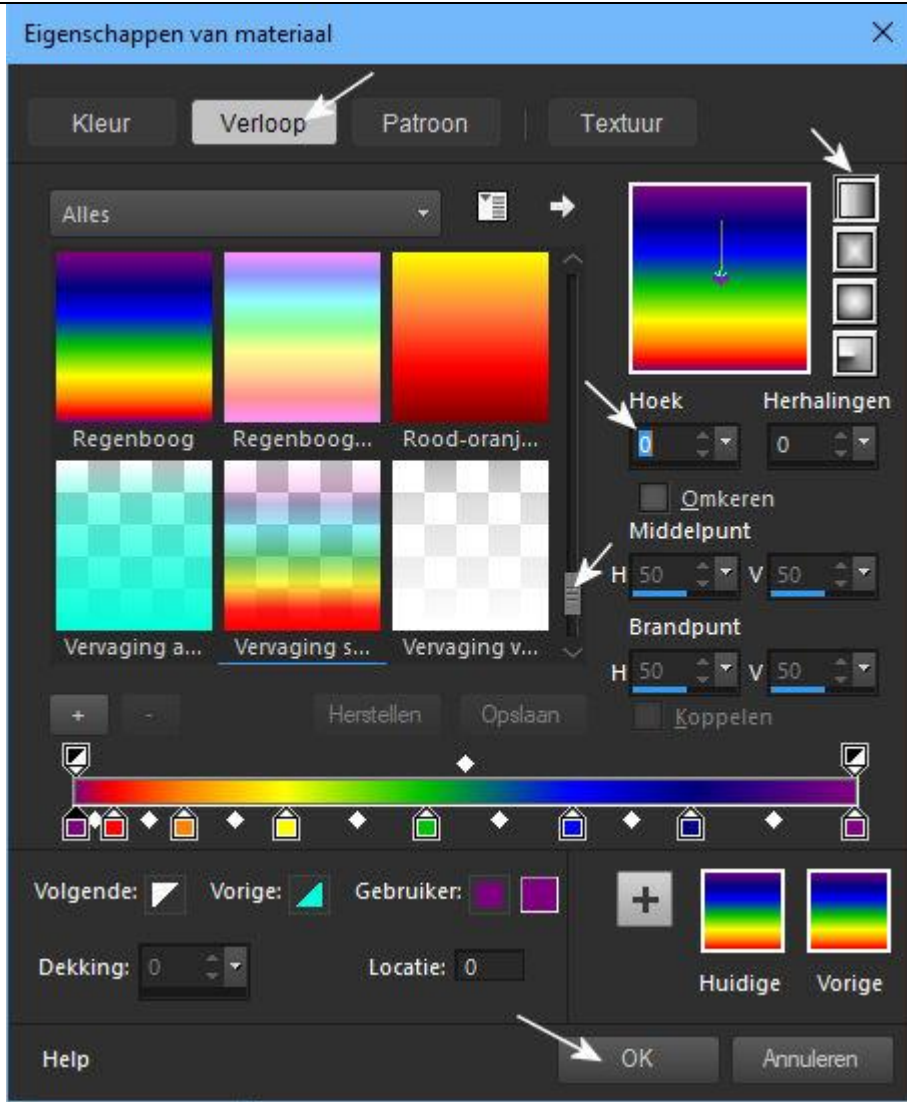 Eigenschappen van materiaal
Kleur Verloop Patroon Textuur
Alles
Regenboog Regenboog... Rood-oranj...
Vervaging a... Vervaging s... Vervaging v...
Hoek Herhalingen
0 0
Omkeren
Middelpunt
H 50 V 50
Brandpunt
H 50 V 50
Koppelen
+ - Herstellen Opslaan
Volgende: Vorige: Gebruiker:
Dekking: 0 Locatie: 0
+
Huidige Vorige
Help OK Annuleren